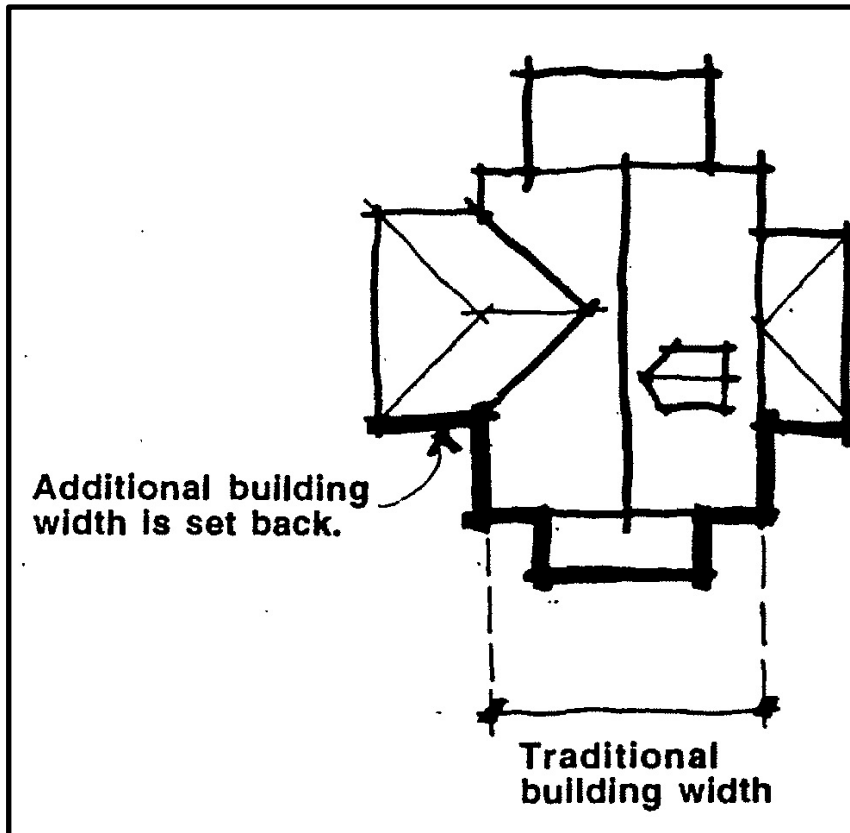 Additional building
width is set back.
Traditional
building width